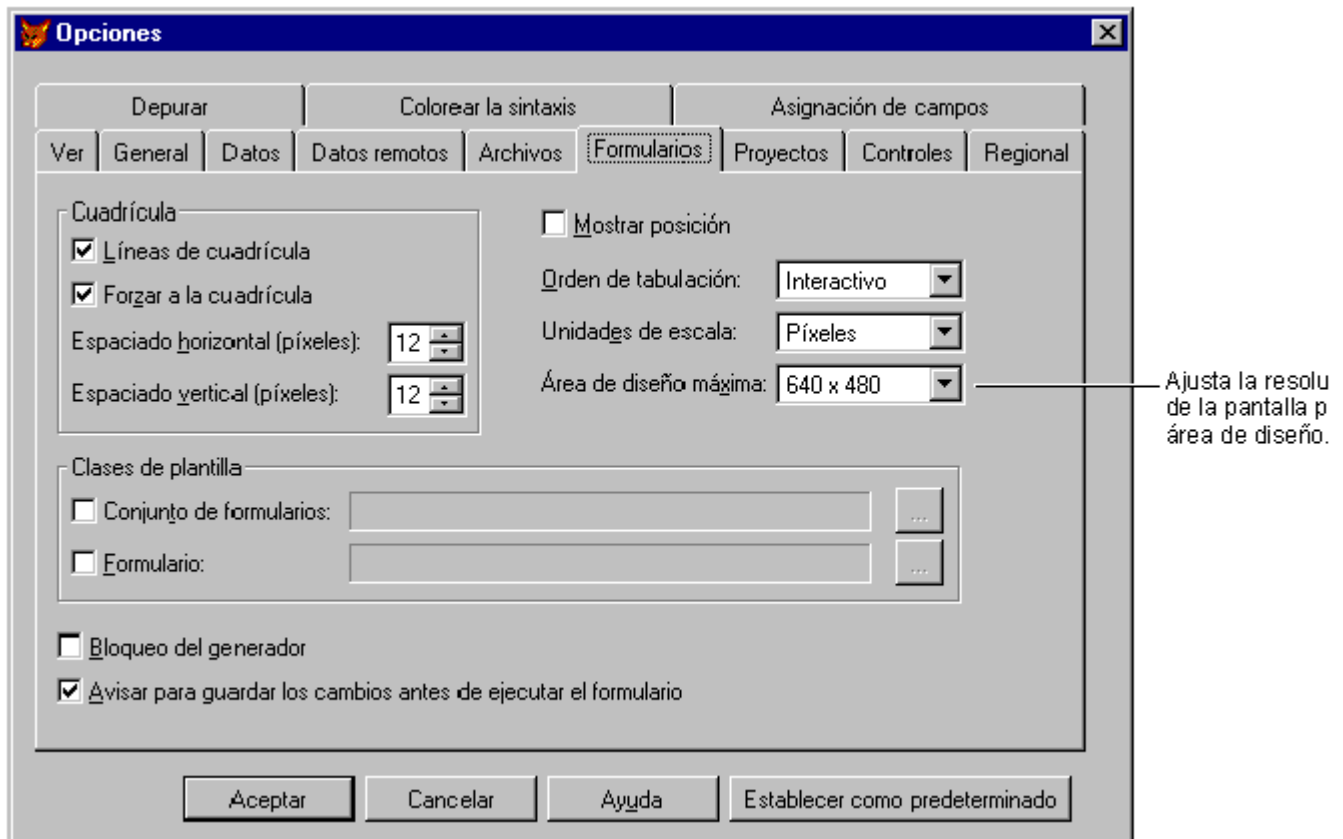 Opciones
Depurar Colorear la sintaxis Asignación de campos
Ver General Datos Datos remotos Archivos Formularios Proyectos Controles Regional
Cuadrícula
Líneas de cuadrícula
Forzar a la cuadrícula
Espaciado horizontal (píxeles): 12
Espaciado vertical (píxeles): 12
Mostrar posición
Orden de tabulación: Interactivo
Unidades de escala: Píxeles
Área de diseño máxima: 640 x 480
Ajusta la resolu
de la pantalla p
área de diseño.
Clases de plantilla
Conjunto de formularios: ...
Formulario: ...
Bloqueo del generador
Avisar para guardar los cambios antes de ejecutar el formulario
Aceptar Cancelar Ayuda Establecer como predeterminado